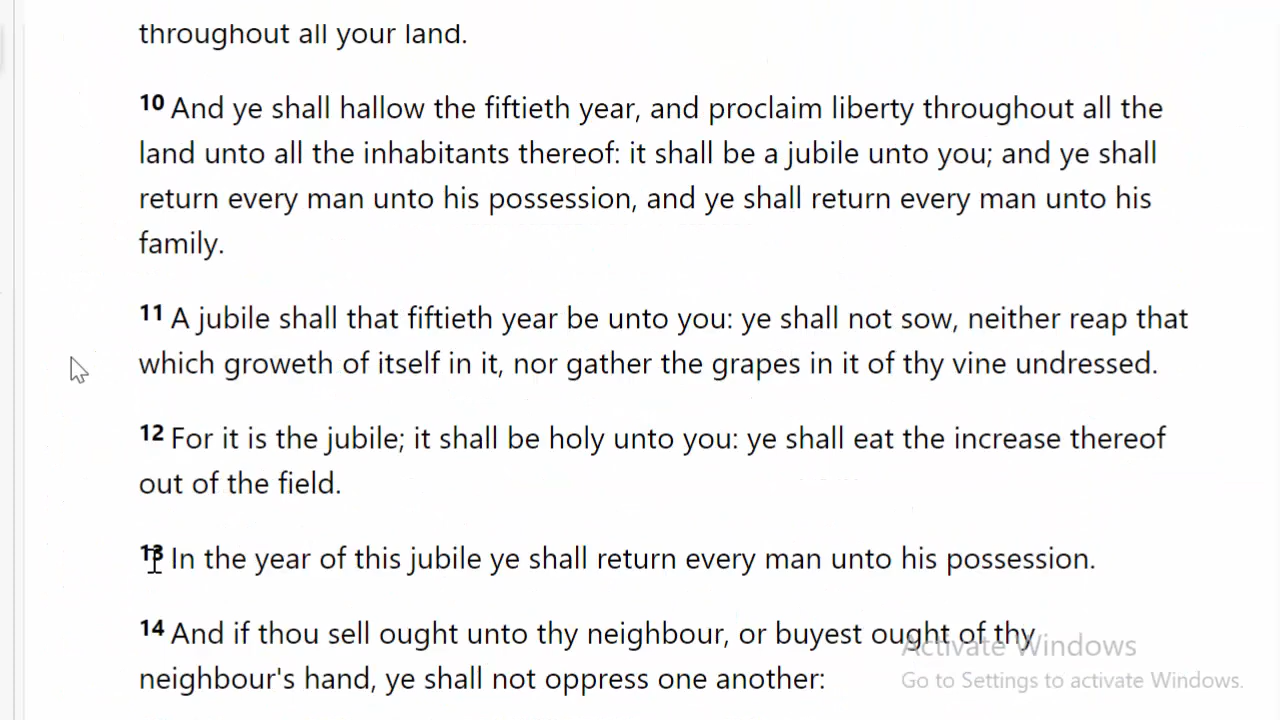 throughout all your land.
10 And ye shall hallow the fiftieth year, and proclaim liberty throughout all the
land unto all the inhabitants thereof: it shall be a jubile unto you; and ye shall
return every man unto his possession, and ye shall return every man unto his
family.
11 A jubile shall that fiftieth year be unto you: ye shall not sow, neither reap that
which groweth of itself in it, nor gather the grapes in it of thy vine undressed.
12 For it is the jubile; it shall be holy unto you: ye shall eat the increase thereof
out of the field.
13 In the year of this jubile ye shall return every man unto his possession.
14 And if thou sell ought unto thy neighbour, or buyest ought of thy
neighbour's hand, ye shall not oppress one another:
Activate Windows
Go to Settings to activate Windows.